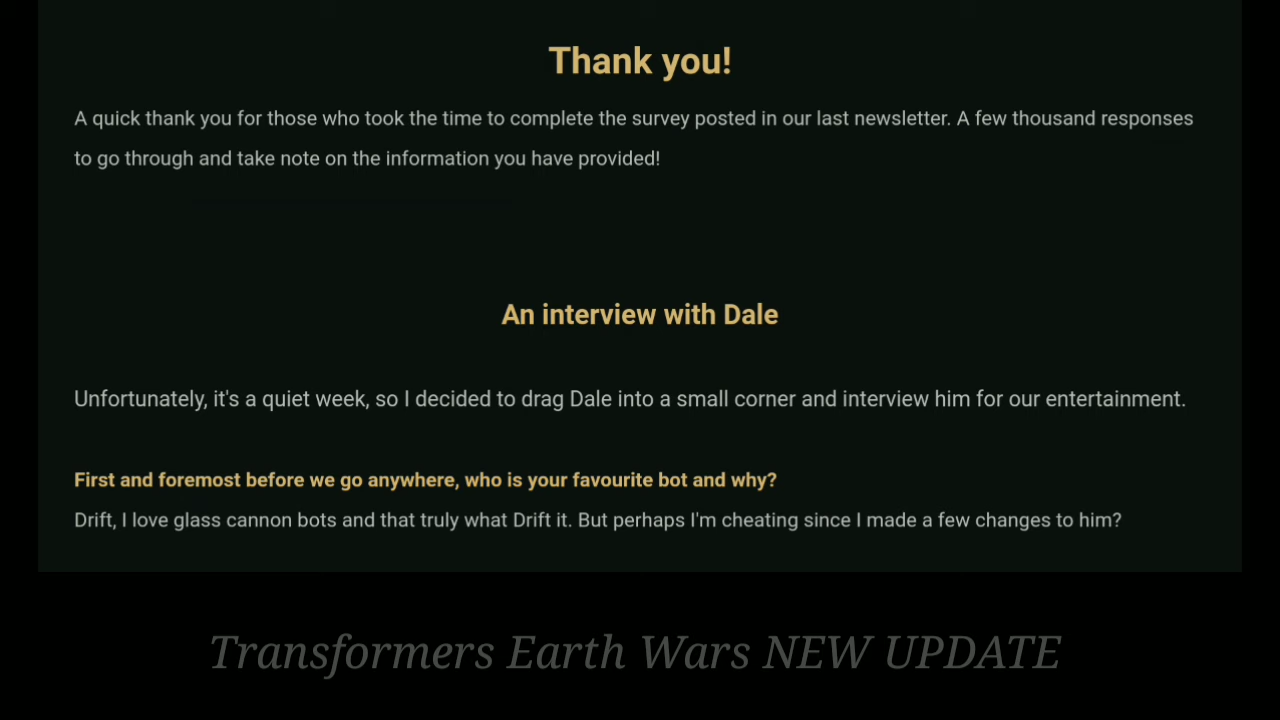 Thank you!
A quick thank you for those who took the time to complete the survey posted in our last newsletter. A few thousand responses
to go through and take note on the information you have provided!
An interview with Dale
Unfortunately, it's a quiet week, so I decided to drag Dale into a small corner and interview him for our entertainment.
First and foremost before we go anywhere, who is your favourite bot and why?
Drift, I love glass cannon bots and that truly what Drift it. But perhaps I'm cheating since I made a few changes to him?
Transformers Earth Wars NEW UPDATE